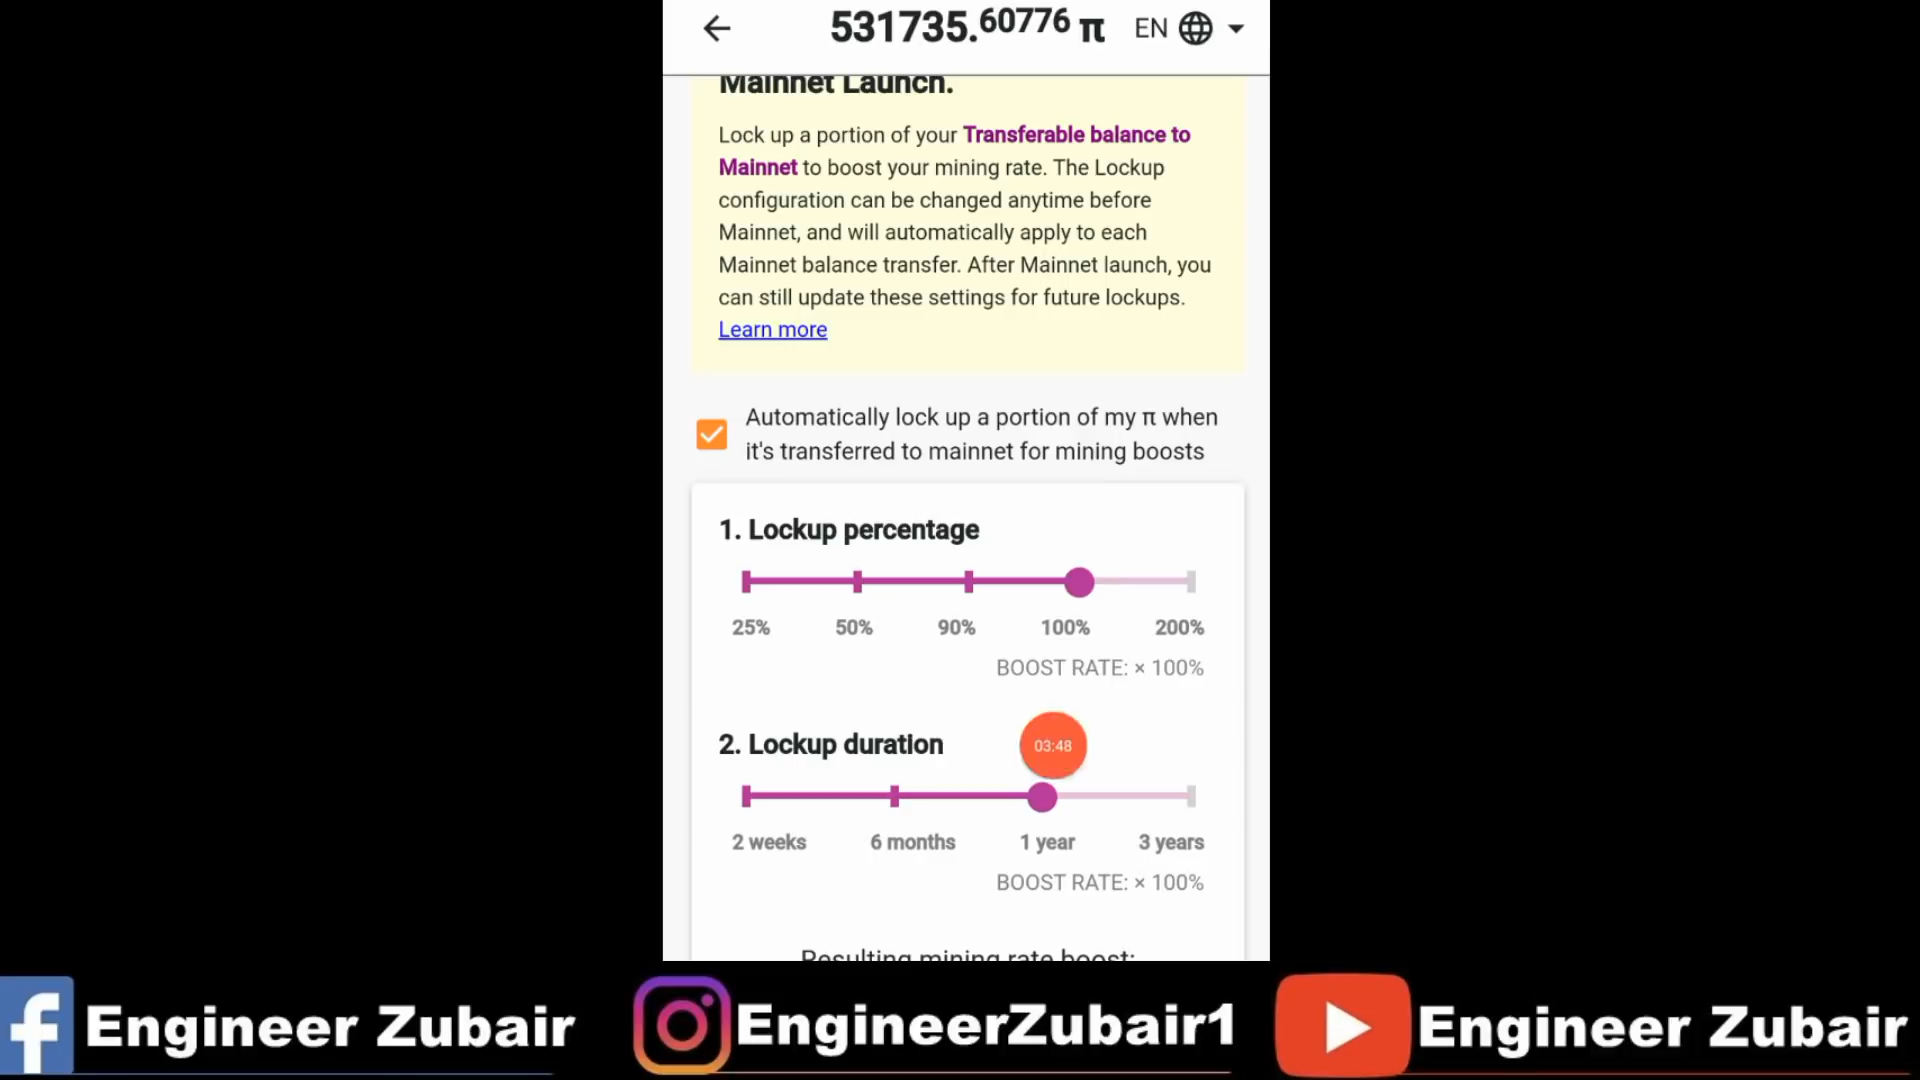 531735.60776 π EN
Mainnet Launch.
Lock up a portion of your Transferable balance to
Mainnet to boost your mining rate. The Lockup
configuration can be changed anytime before
Mainnet, and will automatically apply to each
Mainnet balance transfer. After Mainnet launch, you
can still update these settings for future lockups.
Learn more
Automatically lock up a portion of my π when
it's transferred to mainnet for mining boosts
1. Lockup percentage
25% 50% 90% 100% 200%
BOOST RATE: × 100%
2. Lockup duration
03:48
2 weeks 6 months 1 year 3 years
BOOST RATE: × 100%
Resulting mining rate boost:
Engineer Zubair EngineerZubair1 Engineer Zubair